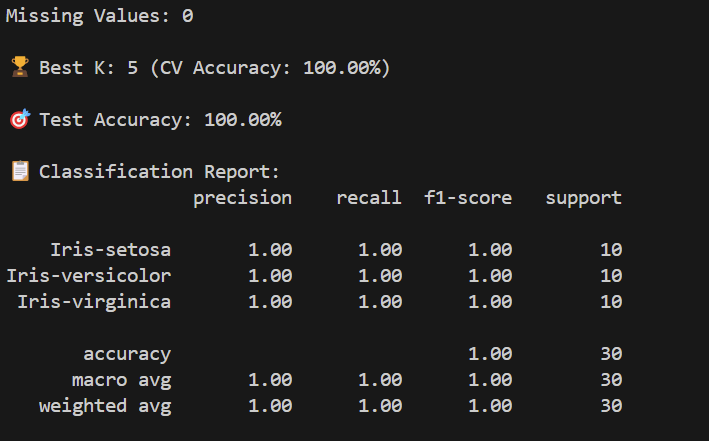 Missing Values: 0
🏆 Best K: 5 (CV Accuracy: 100.00%)
🎯 Test Accuracy: 100.00%
📋 Classification Report:
precision recall f1-score support
Iris-setosa 1.00 1.00 1.00 10
Iris-versicolor 1.00 1.00 1.00 10
Iris-virginica 1.00 1.00 1.00 10
accuracy 1.00 30
macro avg 1.00 1.00 1.00 30
weighted avg 1.00 1.00 1.00 30